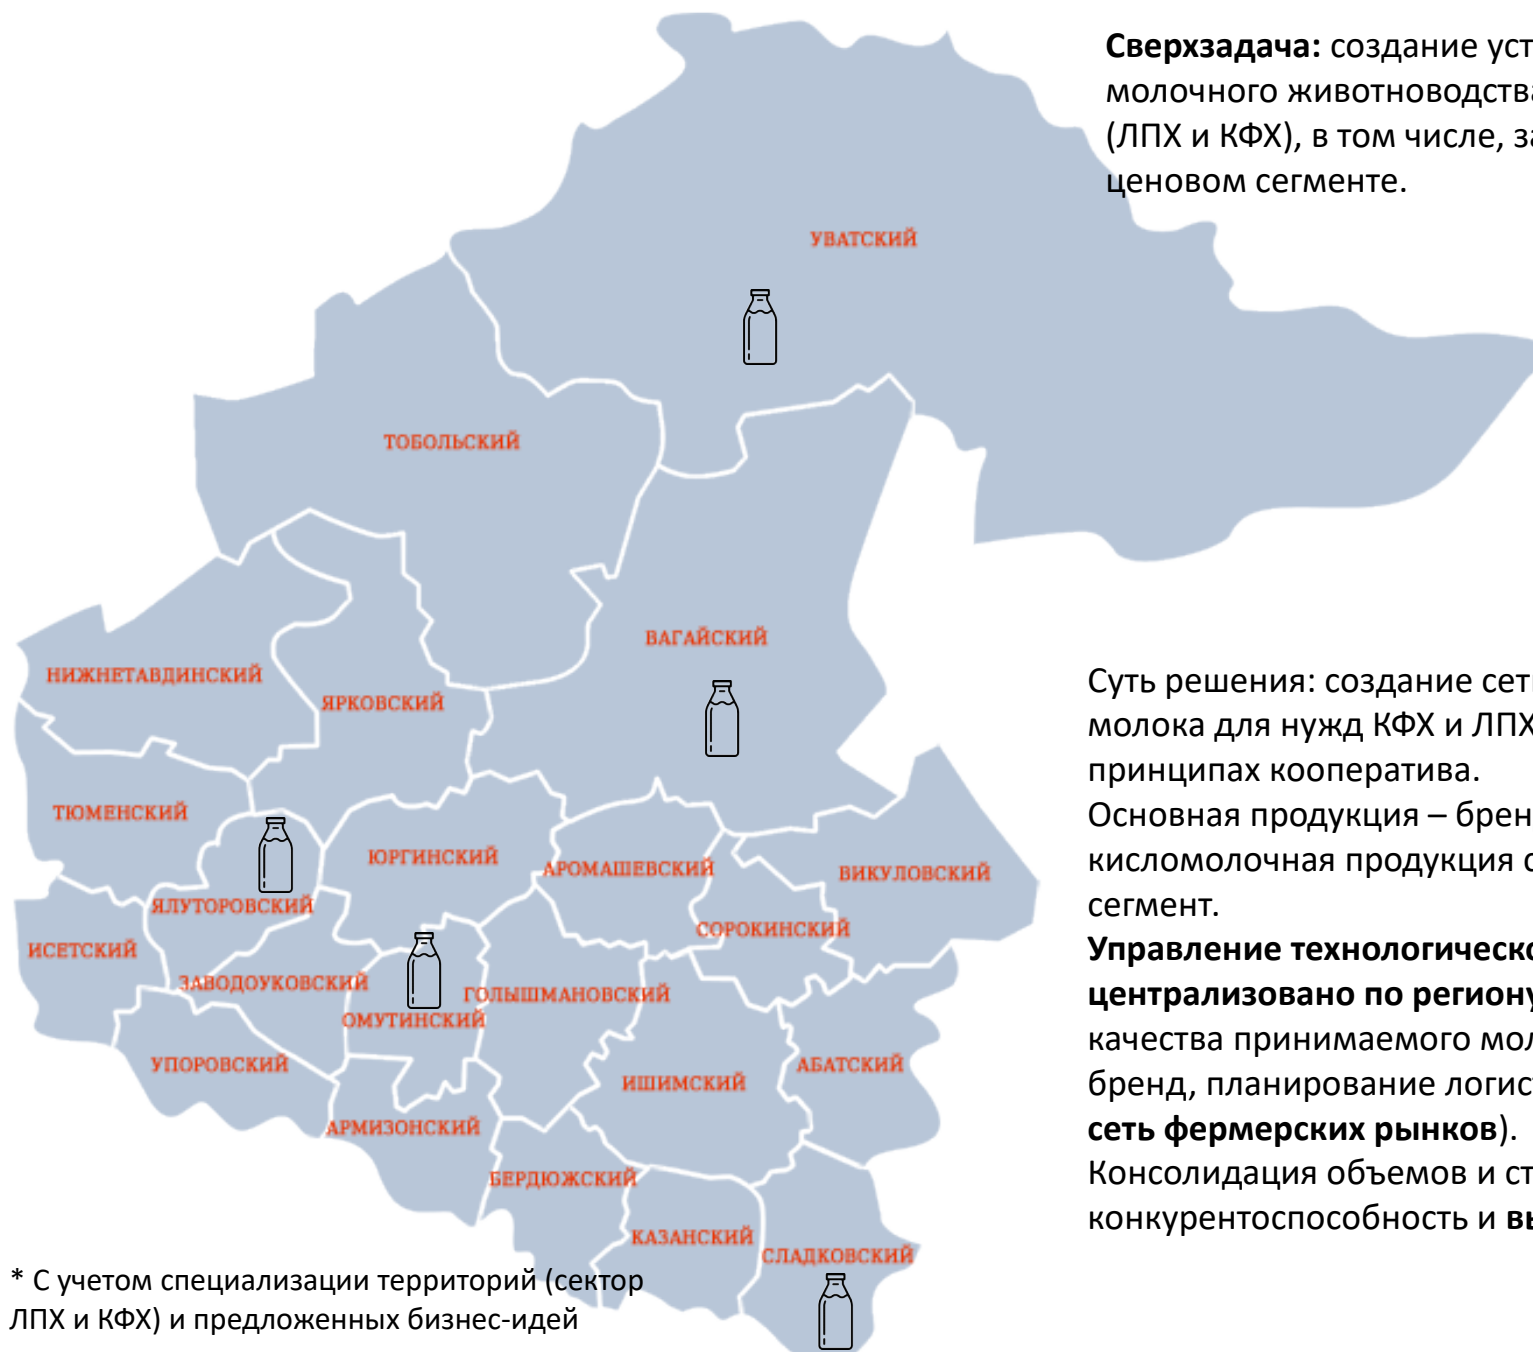 Сверхзадача: создание уст
молочного животноводства
(ЛПХ и КФХ), в том числе, за
ценовом сегменте.
УВАТСКИЙ
ТОБОЛЬСКИЙ
ВАГАЙСКИЙ
НИЖНЕТАВДИНСКИЙ
ЯРКОВСКИЙ
ТЮМЕНСКИЙ
ЮРГИНСКИЙ
АРОМАШЕВСКИЙ
ВИКУЛОВСКИЙ
ЯЛУТОРОВСКИЙ
СОРОКИНСКИЙ
ИСЕТСКИЙ
ЗАВОДОУКОВСКИЙ
ГОЛЫШМАНОВСКИЙ
ОМУТИНСКИЙ
УПОРОВСКИЙ
АБАТСКИЙ
ИШИМСКИЙ
АРМИЗОНСКИЙ
БЕРДЮЖСКИЙ
КАЗАНСКИЙ
СЛАДКОВСКИЙ
Суть решения: создание сет
молока для нужд КФХ и ЛПХ
принципах кооператива.
Основная продукция – брен
кисломолочная продукция с
сегмент.
Управление технологическо
централизовано по региону
качества принимаемого мол
бренд, планирование логист
сеть фермерских рынков).
Консолидация объемов и ст
конкурентоспособность и вы
* С учетом специализации территорий (сектор
ЛПХ и КФХ) и предложенных бизнес-идей